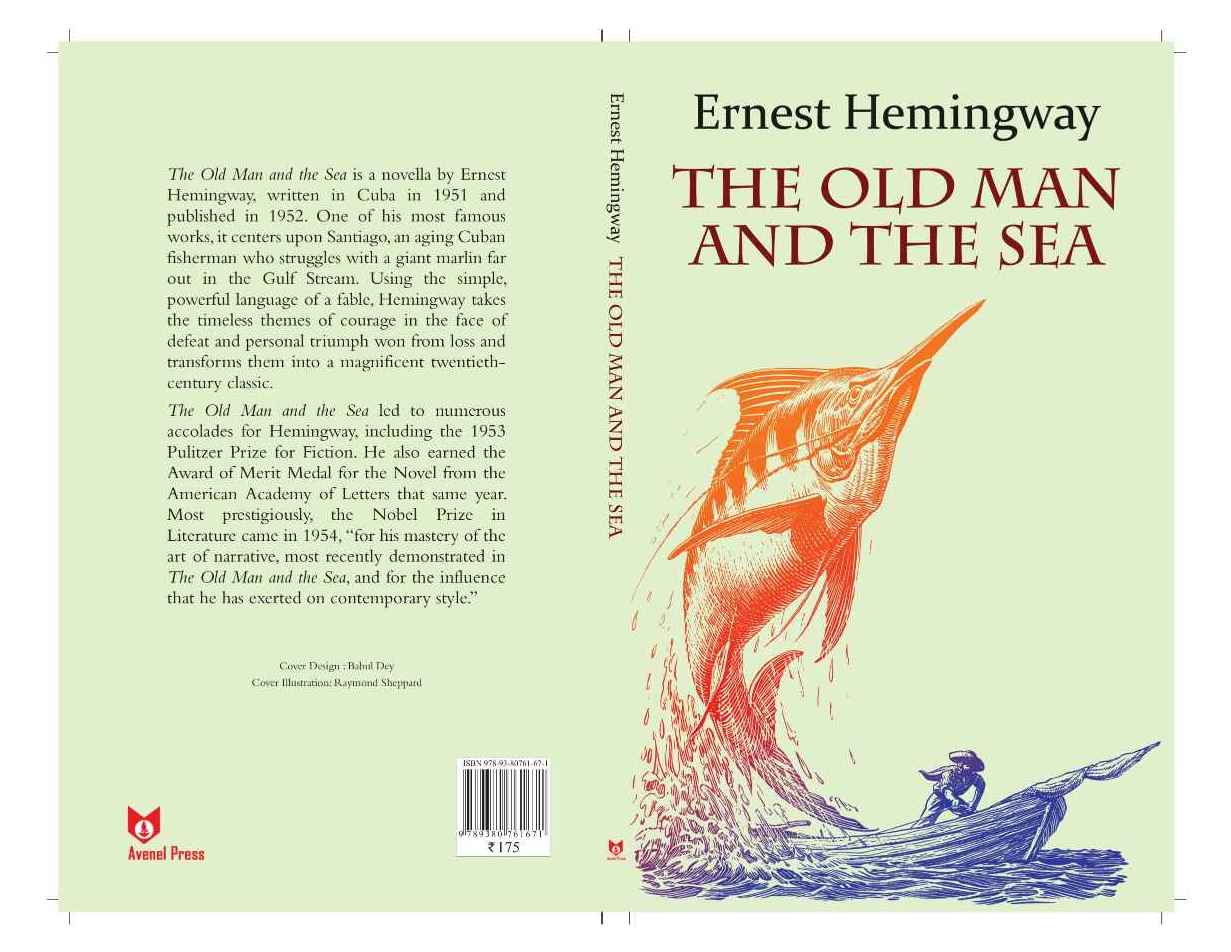 The Old Man and the Sea is a novella by Ernest
Hemingway, written in Cuba in 1951 and
published in 1952. One of his most famous
works, it centers upon Santiago, an aging Cuban
fisherman who struggles with a giant marlin far
out in the Gulf Stream. Using the simple,
powerful language of a fable, Hemingway takes
the timeless themes of courage in the face of
defeat and personal triumph won from loss and
transforms them into a magnificent twentieth-
century classic.
The Old Man and the Sea led to numerous
accolades for Hemingway, including the 1953
Pulitzer Prize for Fiction. He also earned the
Award of Merit Medal for the Novel from the
American Academy of Letters that same year.
Most prestigiously, the Nobel Prize in
Literature came in 1954, “for his mastery of the
art of narrative, most recently demonstrated in
The Old Man and the Sea, and for the influence
that he has exerted on contemporary style.”
Cover Design : Babul Dey
Cover Illustration: Raymond Sheppard
Avenel Press
ISBN 978-93-80761-67-1
9 789380 761671
₹ 175
Ernest Hemingway THE OLD MAN AND THE SEA
Avenel Press
Ernest Hemingway
THE OLD MAN
AND THE SEA